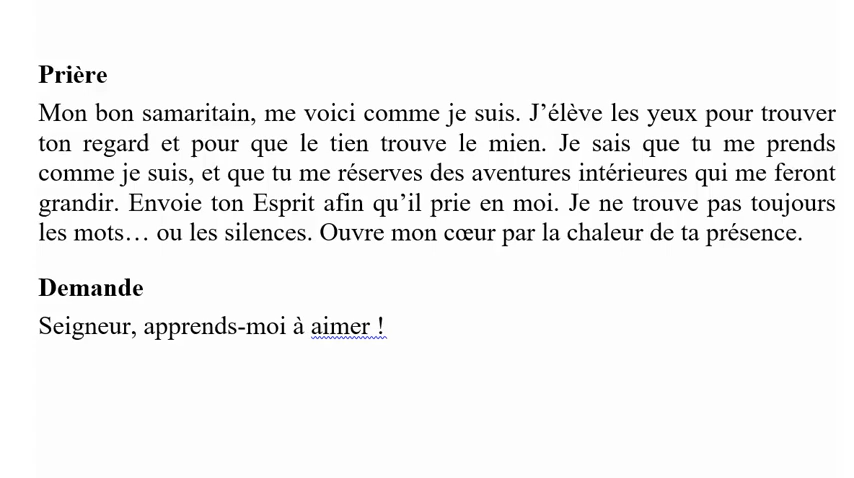 Prière
Mon bon samaritain, me voici comme je suis. J’élève les yeux pour trouver
ton regard et pour que le tien trouve le mien. Je sais que tu me prends
comme je suis, et que tu me réserves des aventures intérieures qui me feront
grandir. Envoie ton Esprit afin qu’il prie en moi. Je ne trouve pas toujours
les mots… ou les silences. Ouvre mon cœur par la chaleur de ta présence.
Demande
Seigneur, apprends-moi à aimer !